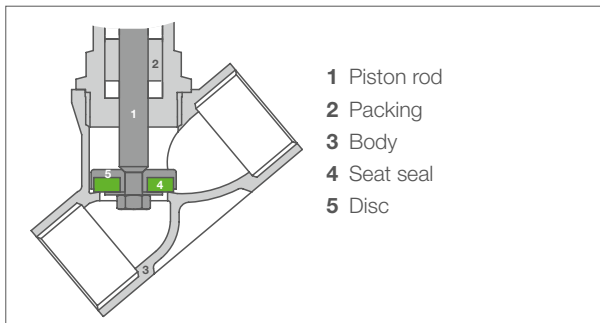 2
1
5
4
3
1 Piston rod
2 Packing
3 Body
4 Seat seal
5 Disc